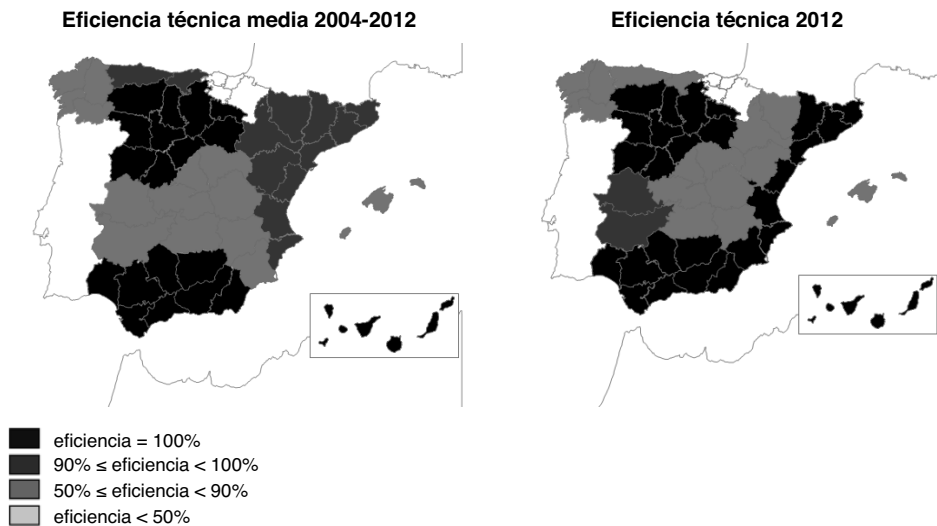 Eficiencia técnica media 2004-2012
Eficiencia técnica 2012
eficiencia = 100%
90% ≤ eficiencia < 100%
50% ≤ eficiencia < 90%
eficiencia < 50%